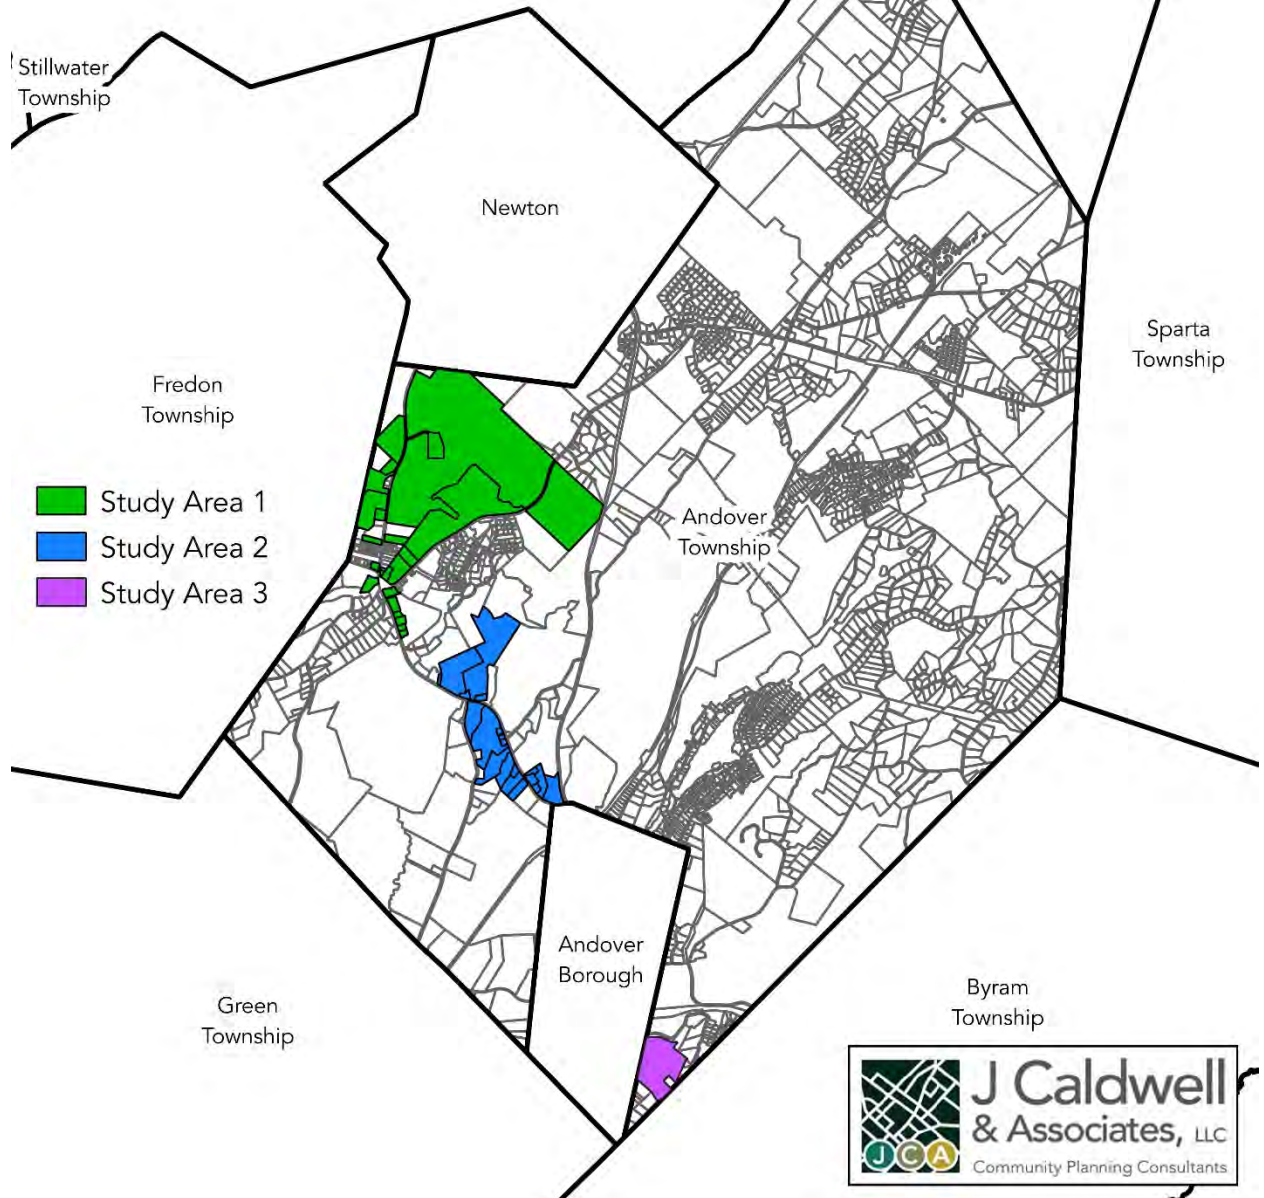 Stillwater
Township
Newton
Sparta
Township
Fredon
Township
Study Area 1
Study Area 2
Study Area 3
Andover
Township
Andover
Borough
Green
Township
Byram
Township
J Caldwell
& Associates, LLC
JCA
Community Planning Consultants